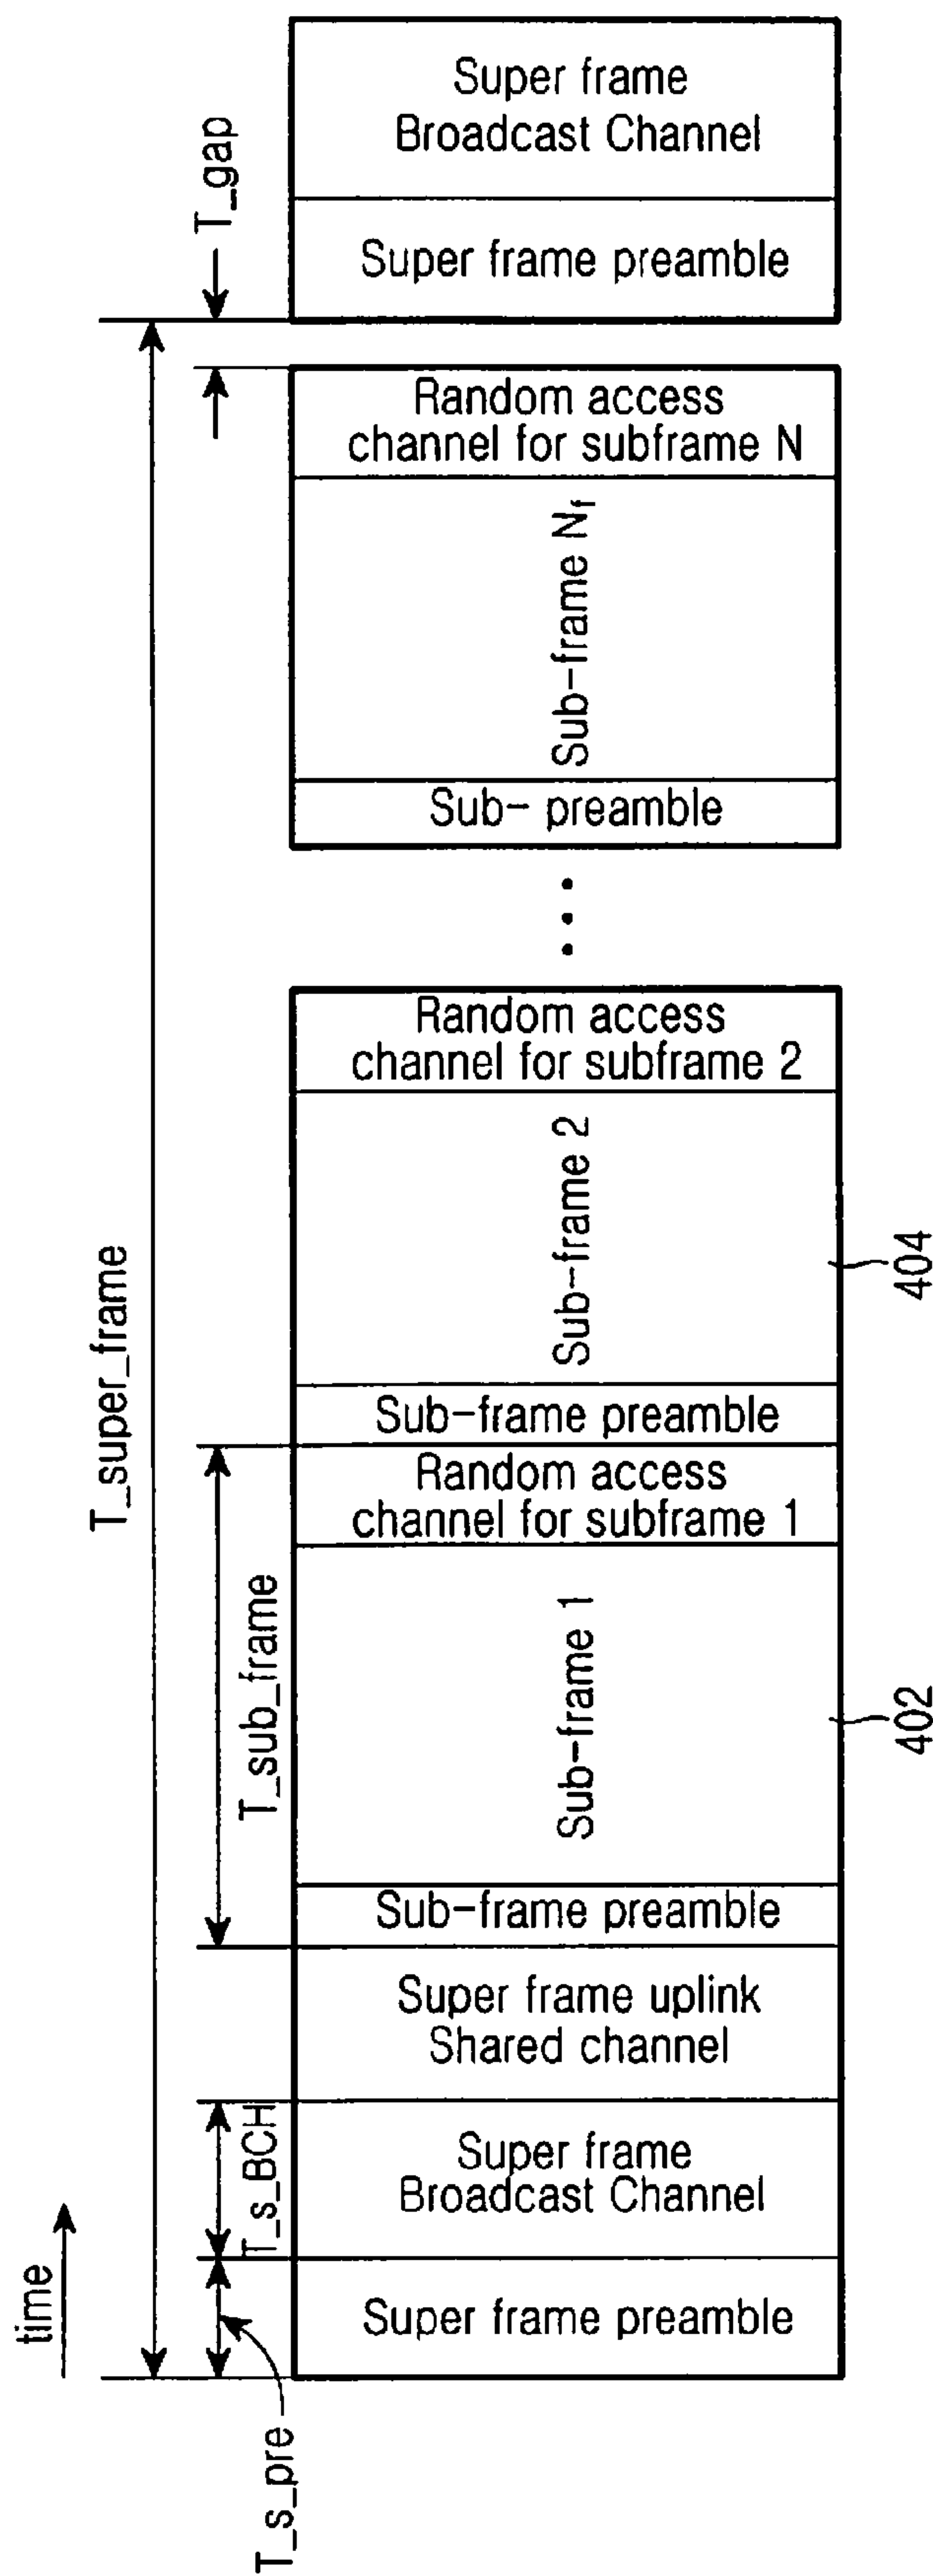 Super frame
Broadcast Channel
T_gap
Super frame preamble
Random access
channel for subframe N
Sub-frame Nf
Sub- preamble
Random access
channel for subframe 2
Sub-frame 2
404
T_super_frame
Sub-frame preamble
Random access
channel for subframe 1
T_sub_frame
Sub-frame 1
402
Sub-frame preamble
Super frame uplink
Shared channel
T_s_BCH
Super frame
Broadcast Channel
time
Super frame preamble
T_s_pre